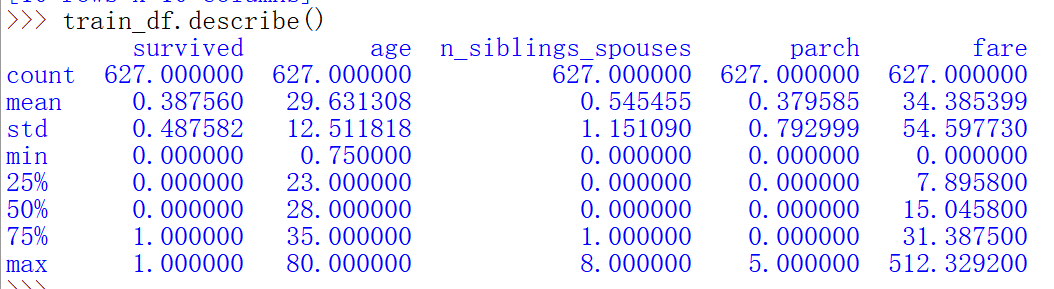 >>> train_df.describe()
survived age n_siblings_spouses parch fare
count 627.000000 627.000000 627.000000 627.000000 627.000000
mean 0.387560 29.631308 0.545455 0.379585 34.385399
std 0.487582 12.511818 1.151090 0.792999 54.597730
min 0.000000 0.750000 0.000000 0.000000 0.000000
25% 0.000000 23.000000 0.000000 0.000000 7.895800
50% 0.000000 28.000000 0.000000 0.000000 15.045800
75% 1.000000 35.000000 1.000000 0.000000 31.387500
max 1.000000 80.000000 8.000000 5.000000 512.329200
>>>